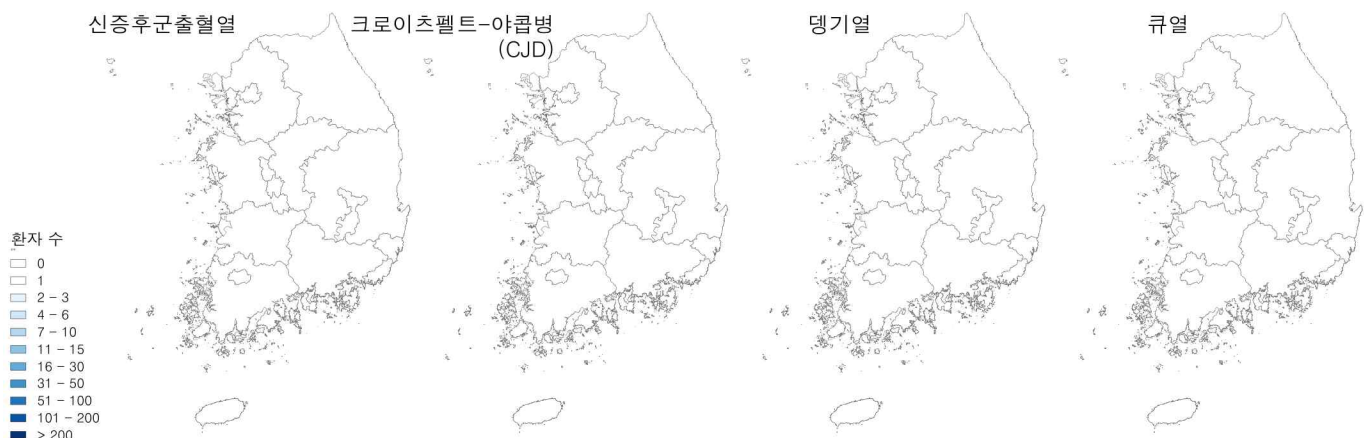 신증후군출혈열
크로이츠펠트-야콥병
(CJD)
뎅기열
큐열
환자 수
0
1
2 - 3
4 - 6
7 - 10
11 - 15
16 - 30
31 - 50
51 - 100
101 - 200
> 200